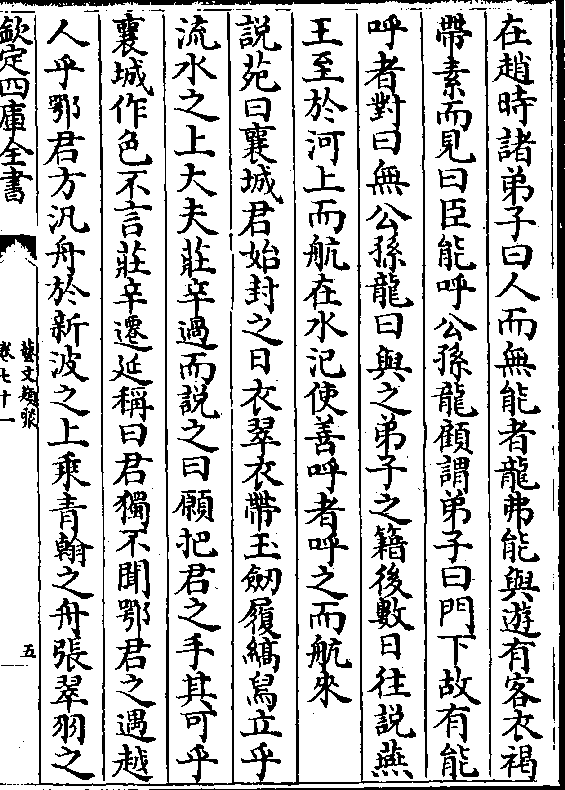 在趙時諸弟子曰人而無能者龍弗能與遊有客衣褐
帶素而見曰臣能呼公孫龍顧謂弟子曰門下故有能
呼者對曰無公孫龍曰與之弟子之籍後數日往說燕
王至於河上而航在水汜使善呼者呼之而航來
說苑曰襄城君始封之日衣翠衣帶玉劒履縞舄立乎
流水之上大夫莊辛過而說之曰願把君之手其可乎
襄城作色不言莊辛遷延稱曰君獨不聞鄂君之遇越
人乎鄂君方汎舟於新波之上乘青翰之舟張翠羽之
欽定四庫全書
藝文類聚
卷七十一
五